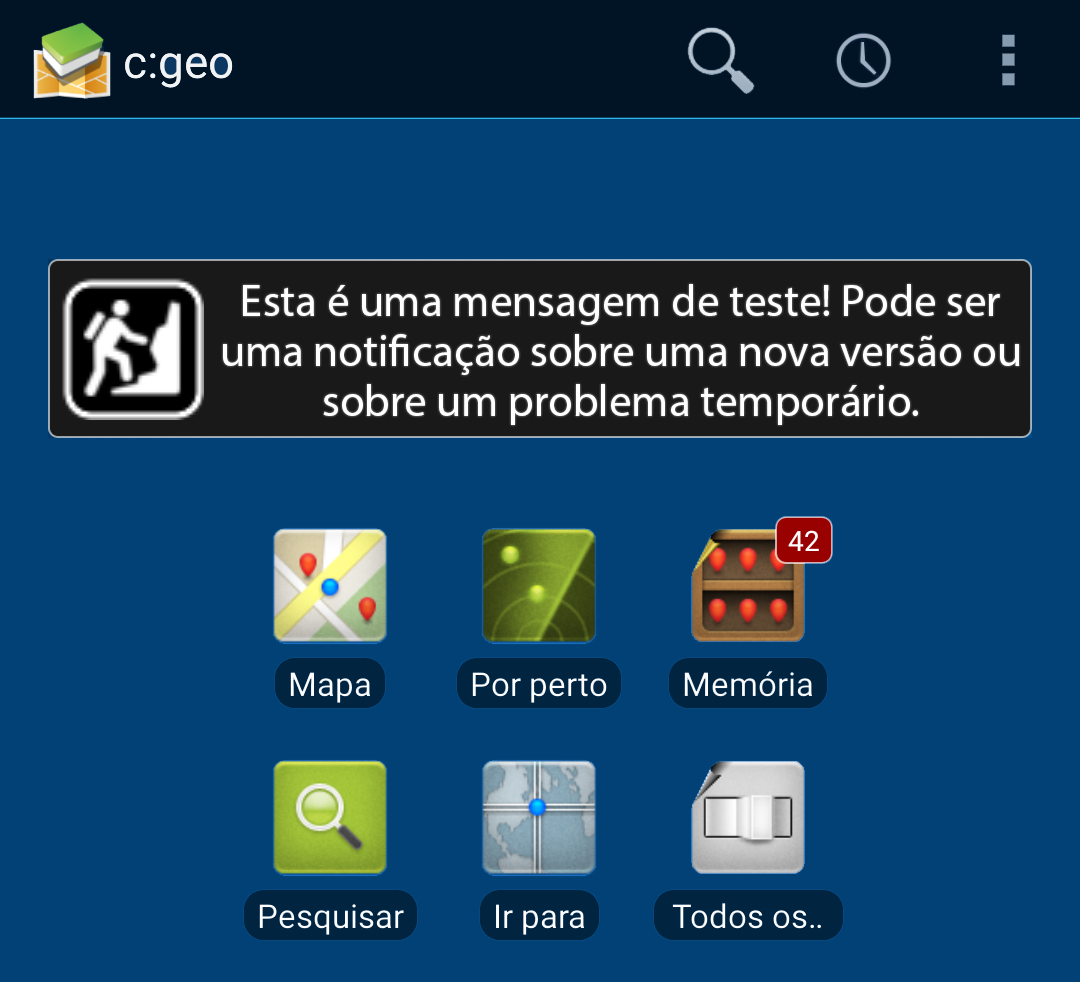 c:geo
Esta é uma mensagem de teste! Pode ser
uma notificação sobre uma nova versão ou
sobre um problema temporário.
42
Mapa
Por perto
Memória
Pesquisar
Ir para
Todos os..